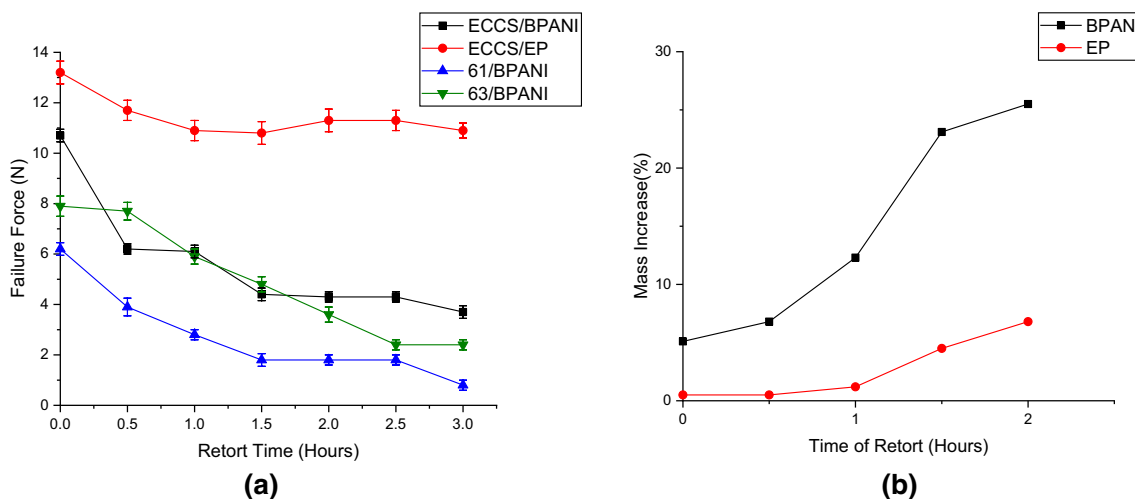 ECCS/BPANI
ECCS/EP
61/BPANI
63/BPANI
14
12
10
8
6
4
2
0
Failure Force (N)
0.0 0.5 1.0 1.5 2.0 2.5 3.0
Retort Time (Hours)
(a)
BPANI
EP
30
20
10
0
Mass Increase(%)
0 1 2
Time of Retort (Hours)
(b)